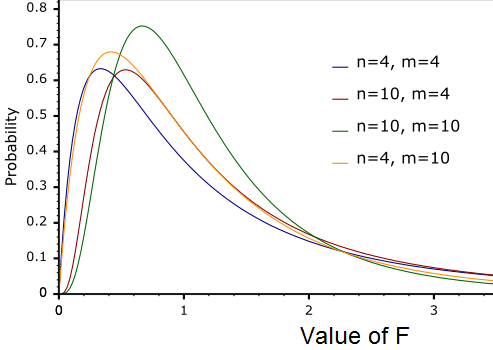 0.8
0.7
0.6
0.5
0.4
0.3
0.2
0.1
0
Probability
n=4, m=4
n=10, m=4
n=10, m=10
n=4, m=10
0 1 2 3
Value of F